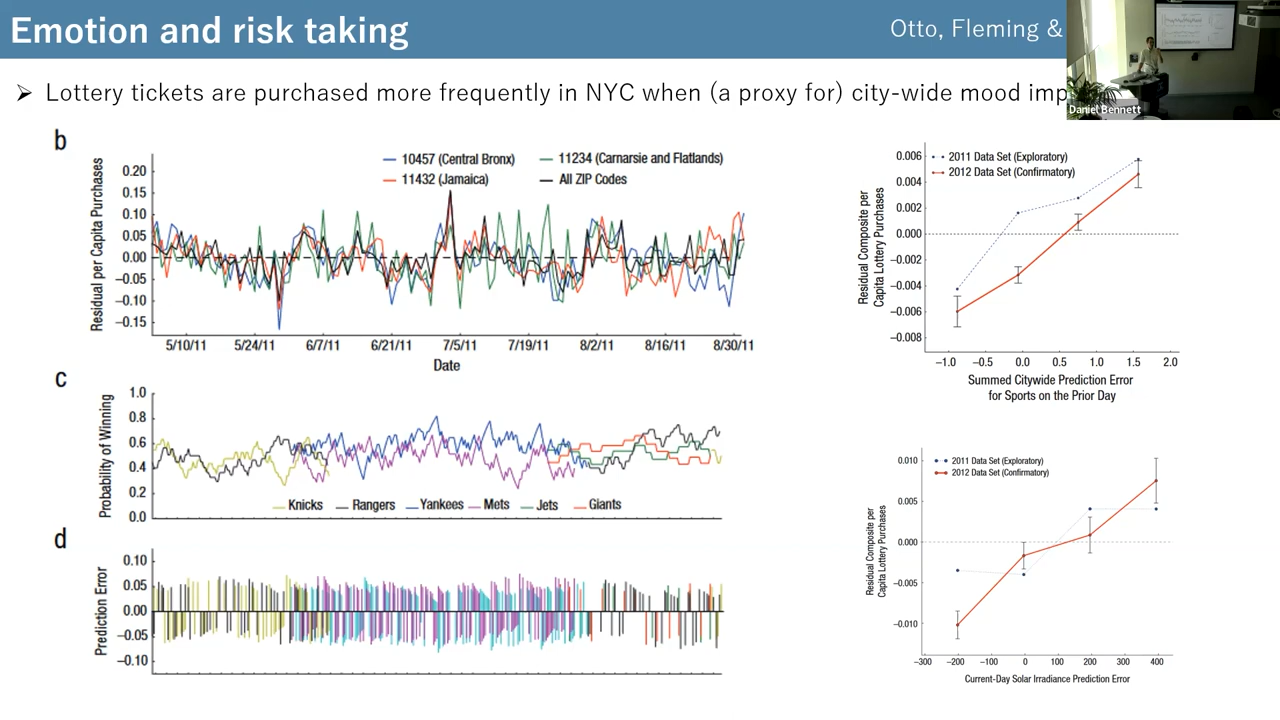 Emotion and risk taking
Otto, Fleming &
➢ Lottery tickets are purchased more frequently in NYC when (a proxy for) city-wide mood imp
Daniel Bennett
b
Residual per Capita Purchases
0.20
0.15
0.10
0.05
0.00
−0.05
−0.10
−0.15
10457 (Central Bronx)
11234 (Carnarsie and Flatlands)
11432 (Jamaica)
All ZIP Codes
5/10/11 5/24/11 6/7/11 6/21/11 7/5/11 7/19/11 8/2/11 8/16/11 8/30/11
Date
c
Probability of Winning
1.0
0.8
0.6
0.4
0.2
0.0
Knicks Rangers Yankees Mets Jets Giants
d
Prediction Error
0.10
0.05
0.00
−0.05
−0.10
Residual Composite per
Capita Lottery Purchases
0.006
0.004
0.002
0.000
−0.002
−0.004
−0.006
−0.008
2011 Data Set (Exploratory)
2012 Data Set (Confirmatory)
−1.0 −0.5 0.0 0.5 1.0 1.5 2.0
Summed Citywide Prediction Error
for Sports on the Prior Day
Residual Composite per
Capita Lottery Purchases
0.010
0.005
0.000
−0.005
−0.010
2011 Data Set (Exploratory)
2012 Data Set (Confirmatory)
−300 −200 −100 0 100 200 300 400
Current-Day Solar Irradiance Prediction Error